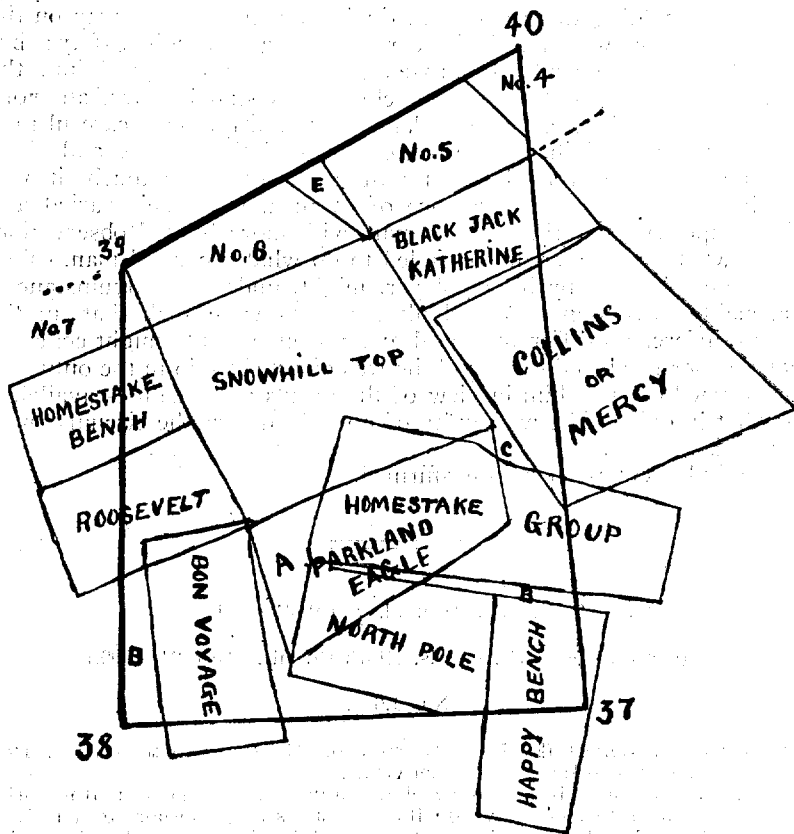 40
No. 4
No. 5
E
BLACK JACK
KATHERINE
39
No. 6
No 7
SNOWHILL TOP
COLLINS
OR
MERCY
HOMESTAKE
BENCH
C
ROOSEVELT
HOMESTAKE
GROUP
A
PARKLAND
EAGLE
B
BON VOYAGE
NORTH POLE
B
HAPPY BENCH
38
37